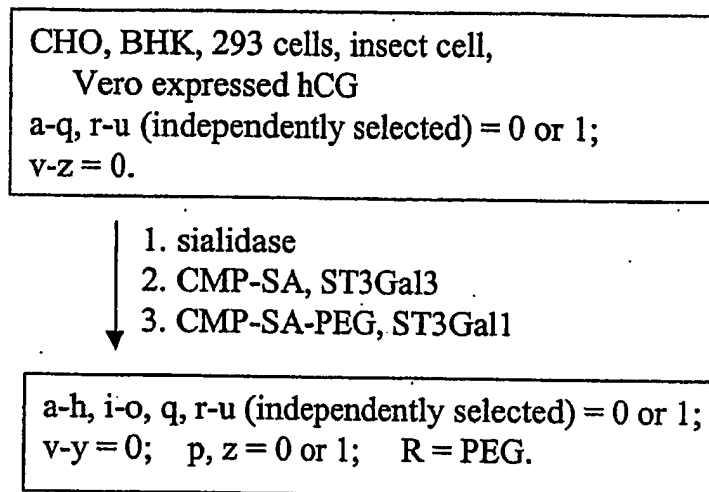 CHO, BHK, 293 cells, insect cell,
Vero expressed hCG
a-q, r-u (independently selected) = 0 or 1;
v-z = 0.
1. sialidase
2. CMP-SA, ST3Gal3
3. CMP-SA-PEG, ST3Gal1
a-h, i-o, q, r-u (independently selected) = 0 or 1;
v-y = 0; p, z = 0 or 1; R = PEG.